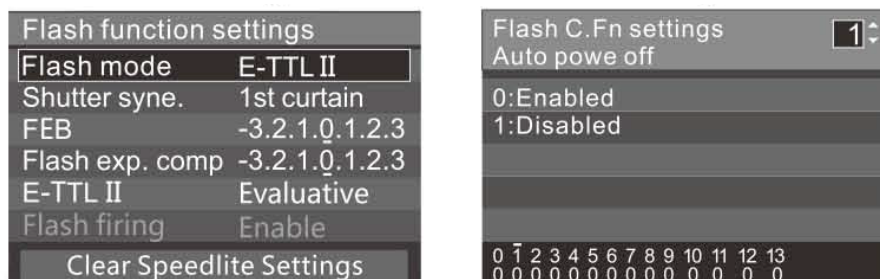 Flash function settings
Flash mode E-TTL II
Shutter syne. 1st curtain
FEB -3.2.1.0.1.2.3
Flash exp. comp -3.2.1.0.1.2.3
E-TTL II Evaluative
Flash firing Enable
Clear Speedlite Settings
Flash C.Fn settings 1
Auto powe off
0:Enabled
1:Disabled
0 1 2 3 4 5 6 7 8 9 10 11 12 13
0 0 0 0 0 0 0 0 0 0 0 0 0 0